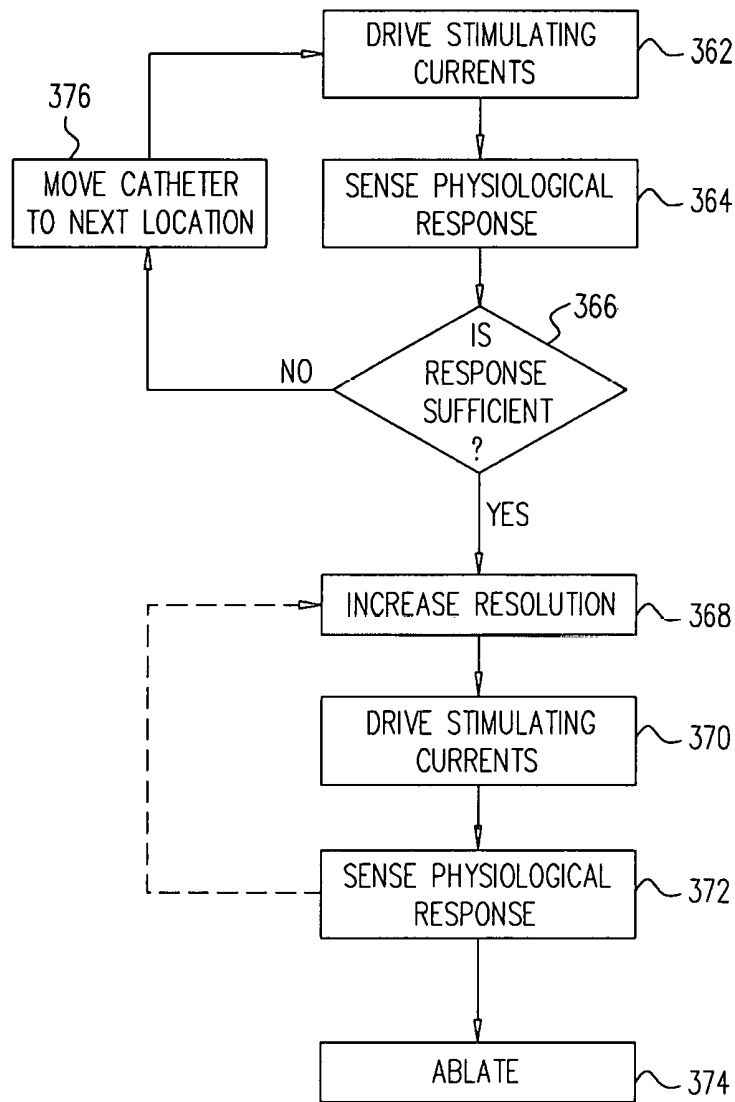 DRIVE STIMULATING
CURRENTS
362
376
MOVE CATHETER
TO NEXT LOCATION
SENSE PHYSIOLOGICAL
RESPONSE
364
366
IS
RESPONSE
SUFFICIENT
?
NO
YES
INCREASE RESOLUTION
368
DRIVE STIMULATING
CURRENTS
370
SENSE PHYSIOLOGICAL
RESPONSE
372
ABLATE
374